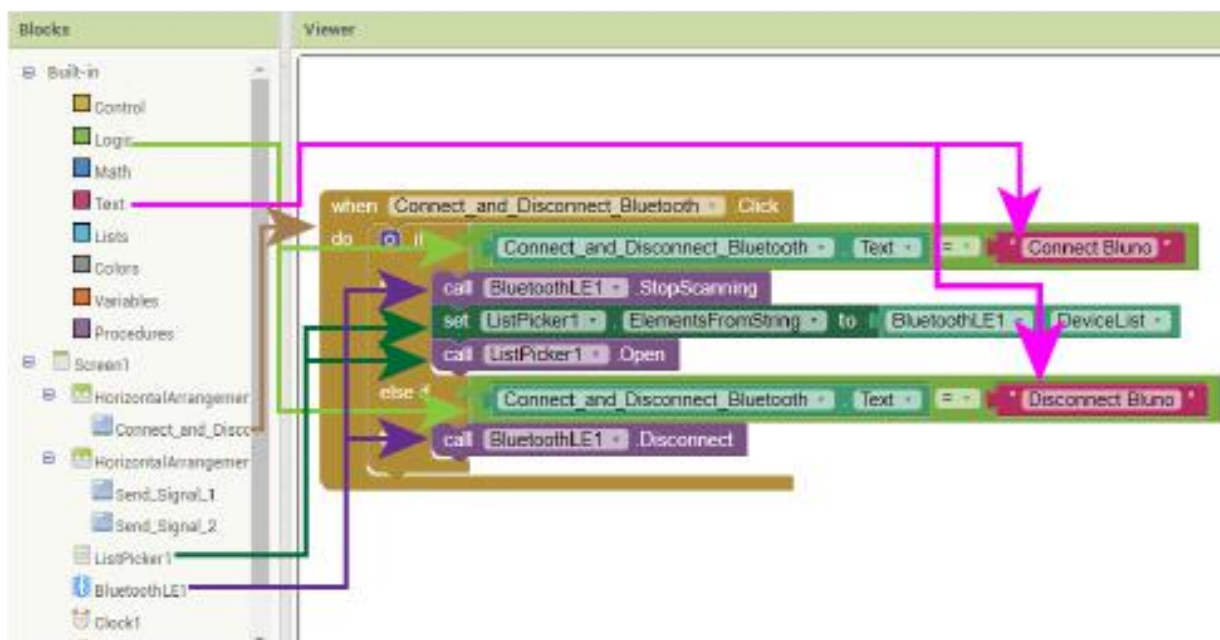 Blocks
Viewer
Built-in
Control
Logic
Math
Text
Lists
Colors
Variables
Procedures
Screen1
HorizontalArrangemer
Connect_and_Disco
HorizontalArrangemer
Send_Signal_1
Send_Signal_2
ListPicker1
BluetoothLE1
Clock1
when Connect_and_Disconnect_Bluetooth .Click
do if Connect_and_Disconnect_Bluetooth . Text = " Connect Bluno "
call BluetoothLE1 .StopScanning
set ListPicker1 . ElementsFromString to BluetoothLE1 . DeviceList
call ListPicker1 .Open
else if Connect_and_Disconnect_Bluetooth . Text = " Disconnect Bluno "
call BluetoothLE1 .Disconnect